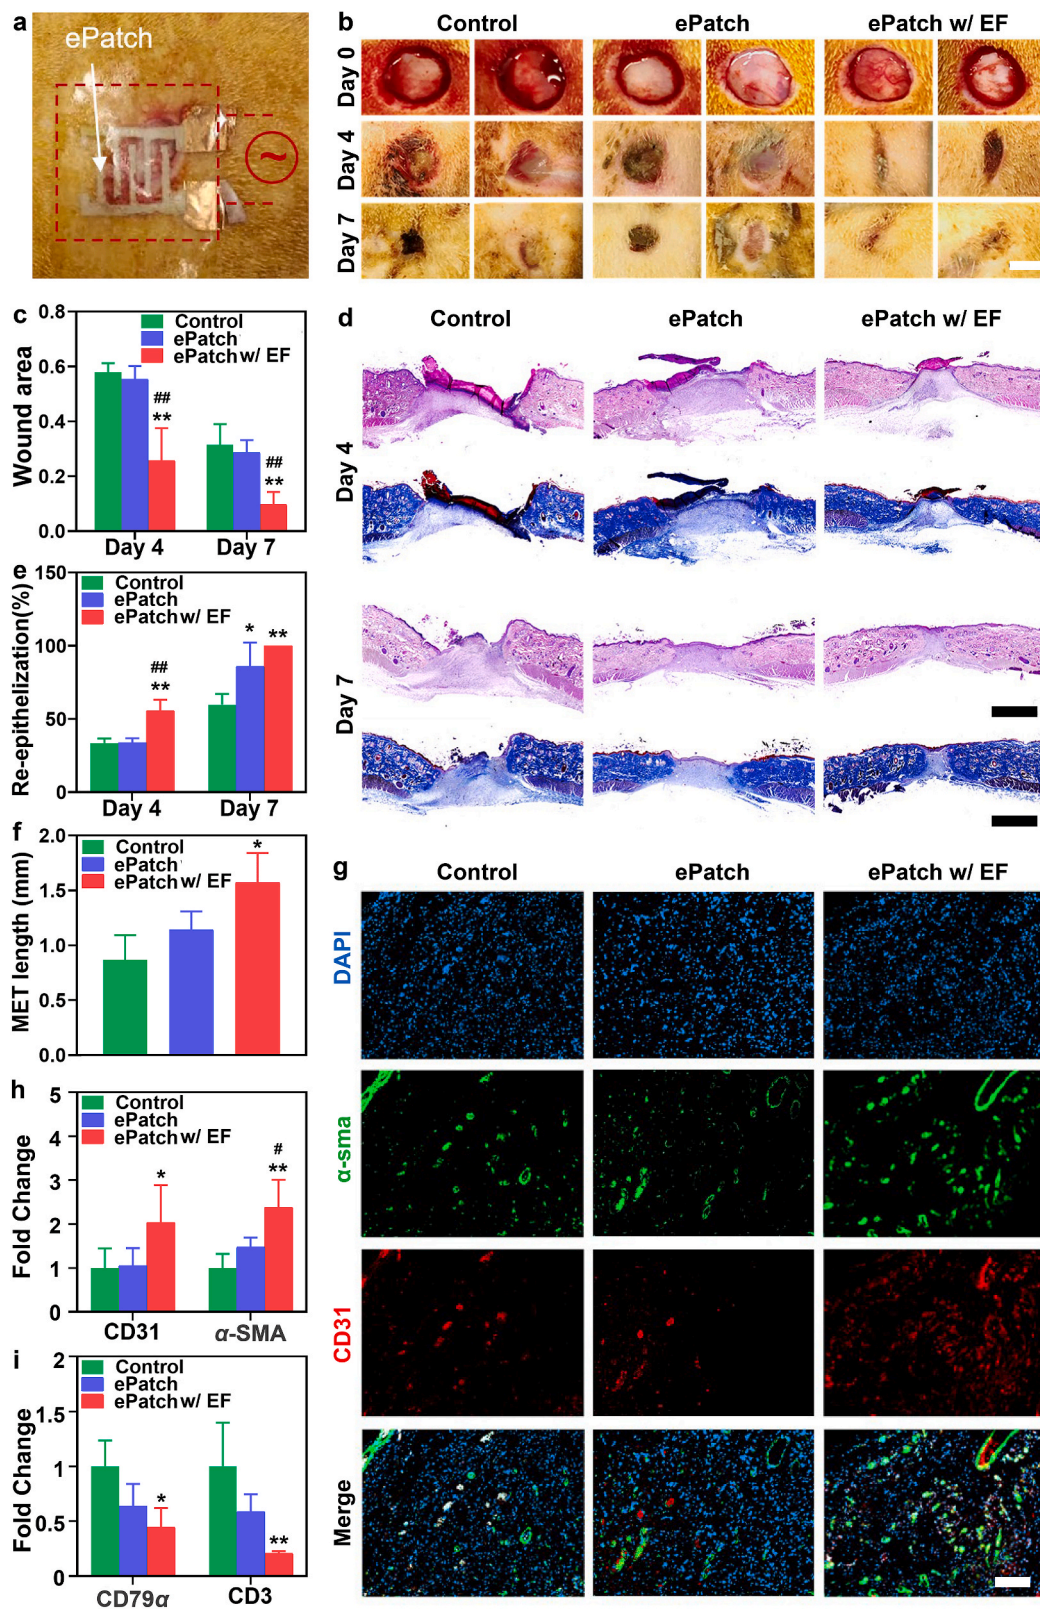 a
ePatch
~
b
Control
ePatch
ePatch w/ EF
Day 0
Day 4
Day 7
c
Wound area
0.8
0.6
0.4
0.2
0.0
Control
ePatch
ePatch w/ EF
##
**
##
**
Day 4
Day 7
d
Control
ePatch
ePatch w/ EF
Day 4
Day 7
e
Re-epithelization(%)
150
100
50
0
Control
ePatch
ePatch w/ EF
##
**
*
**
Day 4
Day 7
f
MET length (mm)
2.0
1.5
1.0
0.5
0.0
Control
ePatch
ePatch w/ EF
*
g
Control
ePatch
ePatch w/ EF
DAPI
α-sma
CD31
Merge
h
Fold Change
5
4
3
2
1
0
Control
ePatch
ePatch w/ EF
*
#
**
CD31
α-SMA
i
Fold Change
2
1.5
1
0.5
0
Control
ePatch
ePatch w/ EF
*
**
CD79α
CD3